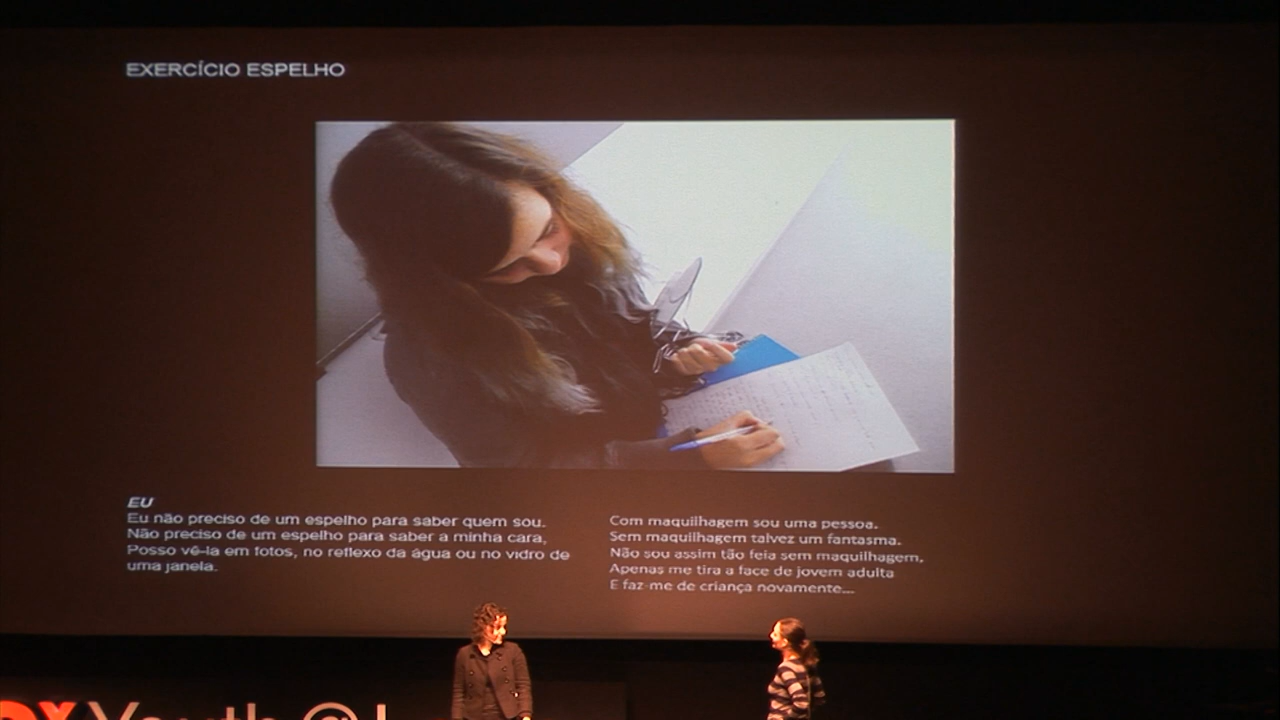 EXERCÍCIO ESPELHO
EU
Eu não preciso de um espelho para saber quem sou.
Não preciso de um espelho para saber a minha cara,
Posso vê-la em fotos, no reflexo da água ou no vidro de
uma janela.
Com maquilhagem sou uma pessoa.
Sem maquilhagem talvez um fantasma.
Não sou assim tão feia sem maquilhagem,
Apenas me tira a face de jovem adulta
E faz-me de criança novamente...
Youth @